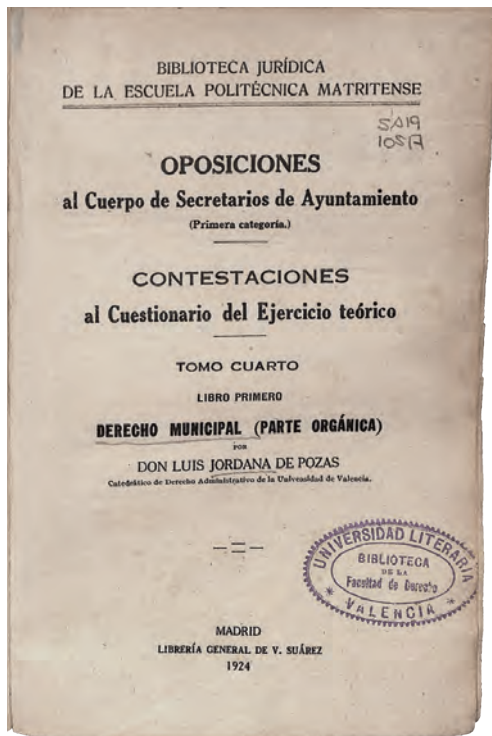 BIBLIOTECA JURÍDICA
DE LA ESCUELA POLITÉCNICA MATRITENSE
OPOSICIONES
al Cuerpo de Secretarios de Ayuntamiento
(Primera categoría.)
CONTESTACIONES
al Cuestionario del Ejercicio teórico
TOMO CUARTO
LIBRO PRIMERO
DERECHO MUNICIPAL (PARTE ORGÁNICA)
POR
DON LUIS JORDANA DE POZAS
Catedrático de Derecho Administrativo de la Universidad de Valencia.
UNIVERSIDAD LITERARIA
BIBLIOTECA
DE LA
Facultad de Derecho
* VALENCIA *
MADRID
LIBRERÍA GENERAL DE V. SUÁREZ
1924